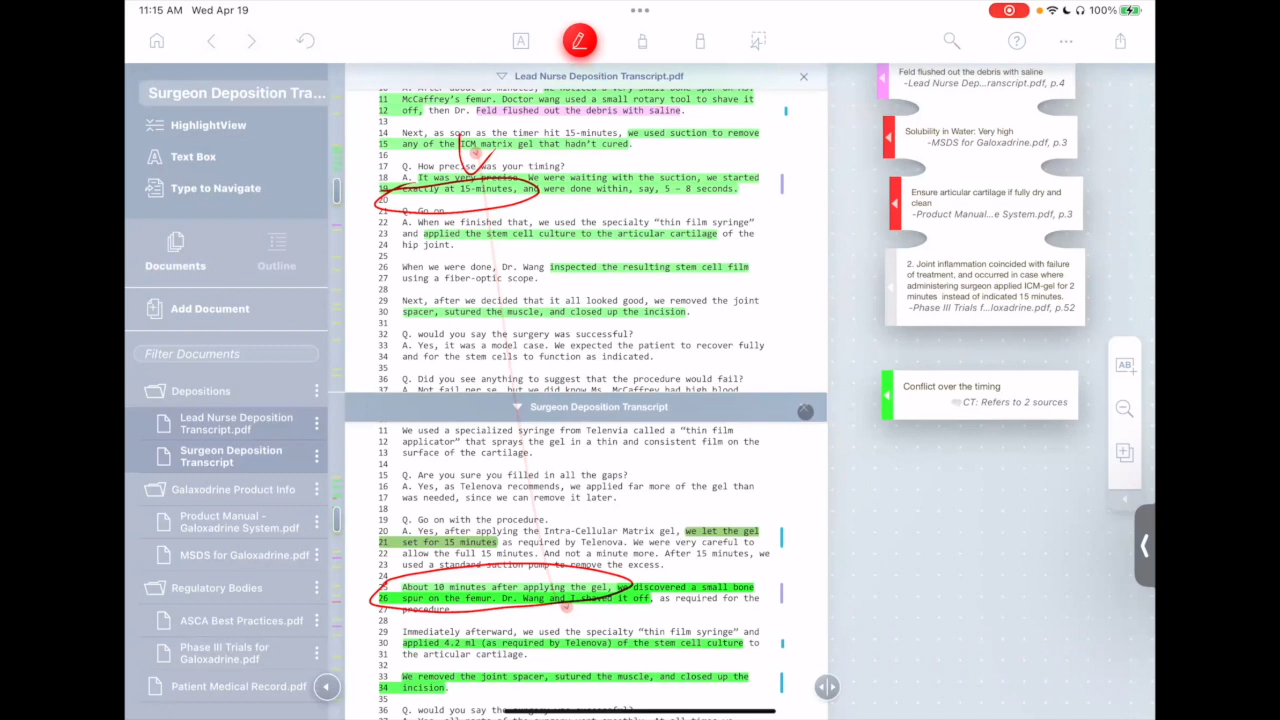 11:15 AM Wed Apr 19
100%
Surgeon Deposition Tra...
HighlightView
Text Box
Type to Navigate
Documents
Outline
Add Document
Filter Documents
Depositions
Lead Nurse Deposition
Transcript.pdf
Surgeon Deposition
Transcript
Galaxodrine Product Info
Product Manual -
Galaxodrine System.pdf
MSDS for Galaxodrine.pdf
Regulatory Bodies
ASCA Best Practices.pdf
Phase III Trials for
Galaxodrine.pdf
Patient Medical Record.pdf
Lead Nurse Deposition Transcript.pdf
11 McCaffrey's femur. Doctor wang used a small rotary tool to shave it
12 off, then Dr. Feld flushed out the debris with saline.
13
14 Next, as soon as the timer hit 15-minutes, we used suction to remove
15 any of the ICM matrix gel that hadn't cured.
16
17 Q. How precise was your timing?
18 A. It was very precise. We were waiting with the suction, we started
19 exactly at 15-minutes, and were done within, say, 5 – 8 seconds.
20
21 Q. Go on
22 A. When we finished that, we used the specialty "thin film syringe"
23 and applied the stem cell culture to the articular cartilage of the
24 hip joint.
25
26 When we were done, Dr. Wang inspected the resulting stem cell film
27 using a fiber-optic scope.
28
29 Next, after we decided that it all looked good, we removed the joint
30 spacer, sutured the muscle, and closed up the incision.
31
32 Q. would you say the surgery was successful?
33 A. Yes, it was a model case. We expected the patient to recover fully
34 and for the stem cells to function as indicated.
35
36 Q. Did you see anything to suggest that the procedure would fail?
37 A. Not fail per se, but we did know Ms. McCaffrey had high blood
Surgeon Deposition Transcript
11 We used a specialized syringe from Telenvia called a "thin film
12 applicator" that sprays the gel in a thin and consistent film on the
13 surface of the cartilage.
14
15 Q. Are you sure you filled in all the gaps?
16 A. Yes, as Telenova recommends, we applied far more of the gel than
17 was needed, since we can remove it later.
18
19 Q. Go on with the procedure.
20 A. Yes, after applying the Intra-Cellular Matrix gel, we let the gel
21 set for 15 minutes as required by Telenova. We were very careful to
22 allow the full 15 minutes. And not a minute more. After 15 minutes, we
23 used a standard suction pump to remove the excess.
24
25 About 10 minutes after applying the gel, we discovered a small bone
26 spur on the femur. Dr. Wang and I shaved it off, as required for the
27 procedure.
28
29 Immediately afterward, we used the specialty "thin film syringe" and
30 applied 4.2 ml (as required by Telenova) of the stem cell culture to
31 the articular cartilage.
32
33 We removed the joint spacer, sutured the muscle, and closed up the
34 incision.
35
36 Q. would you say the surgery was successful?
Feld flushed out the debris with saline
-Lead Nurse Dep...ranscript.pdf, p.4
Solubility in Water: Very high
-MSDS for Galoxadrine.pdf, p.3
Ensure articular cartilage if fully dry and
clean
-Product Manual...e System.pdf, p.3
2. Joint inflammation coincided with failure
of treatment, and occurred in case where
administering surgeon applied ICM-gel for 2
minutes instead of indicated 15 minutes.
-Phase III Trials f...loxadrine.pdf, p.52
Conflict over the timing
CT: Refers to 2 sources
AB